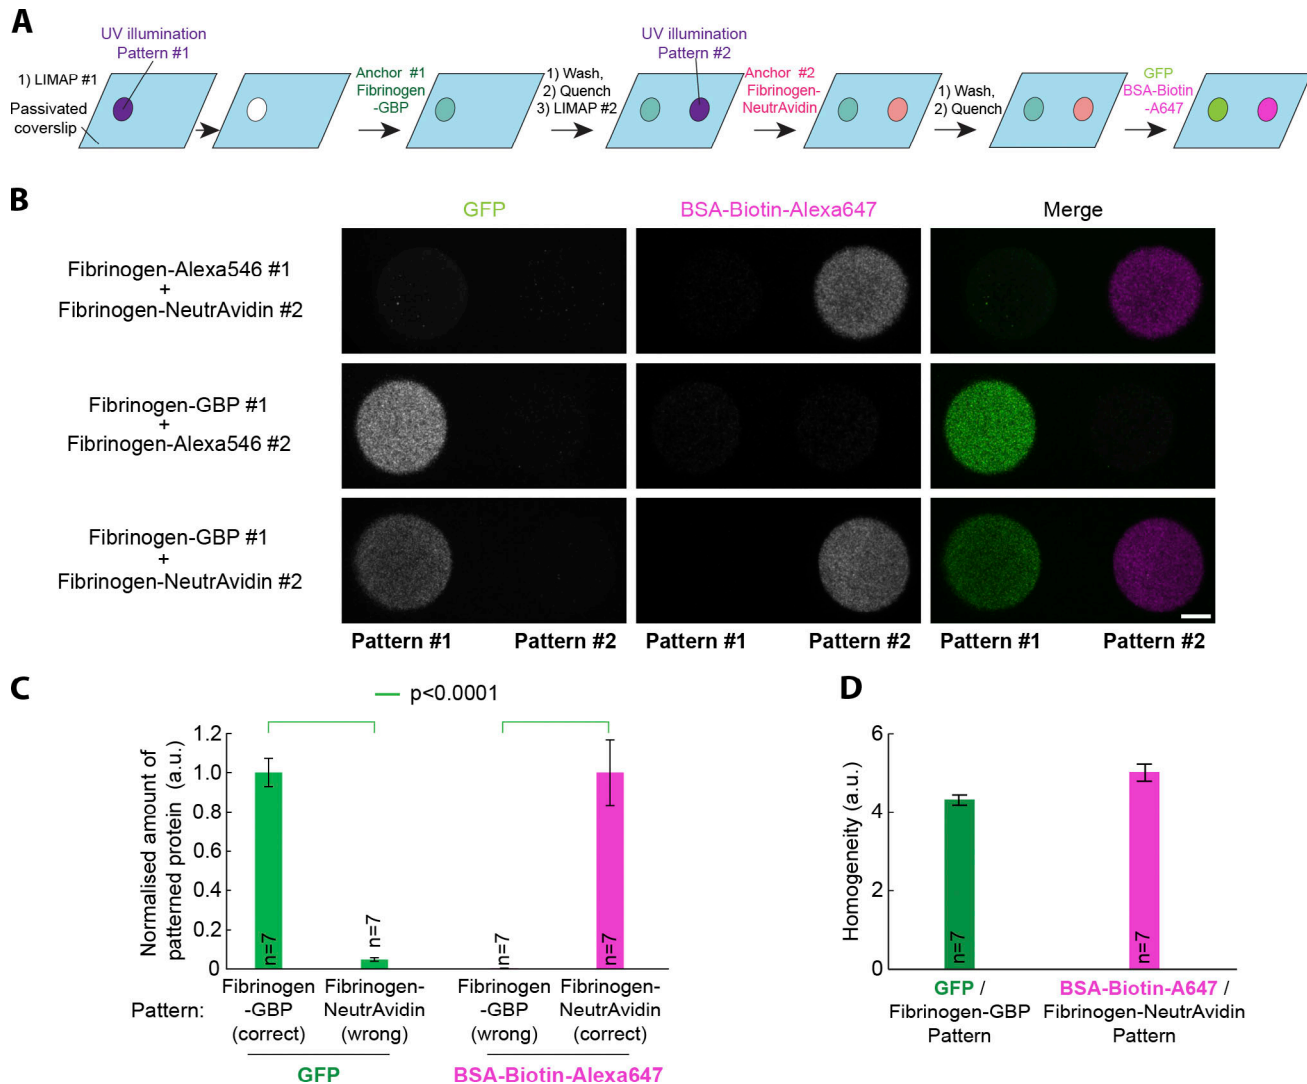 A
UV illumination
Pattern #1
1) LIMAP #1
Passivated
coverslip
Anchor #1
Fibrinogen
-GBP
1) Wash,
2) Quench
3) LIMAP #2
UV illumination
Pattern #2
Anchor #2
Fibrinogen-
NeutrAvidin
1) Wash,
2) Quench
GFP
BSA-Biotin
-A647
B
GFP
BSA-Biotin-Alexa647
Merge
Fibrinogen-Alexa546 #1
+
Fibrinogen-NeutrAvidin #2
Fibrinogen-GBP #1
+
Fibrinogen-Alexa546 #2
Fibrinogen-GBP #1
+
Fibrinogen-NeutrAvidin #2
Pattern #1
Pattern #2
Pattern #1
Pattern #2
Pattern #1
Pattern #2
C
p<0.0001
Normalised amount of
patterned protein (a.u.)
1.2
1.0
0.8
0.6
0.4
0.2
0
n=7
n=7
n=7
n=7
Pattern:
Fibrinogen
-GBP
(correct)
Fibrinogen-
NeutrAvidin
(wrong)
Fibrinogen
-GBP
(wrong)
Fibrinogen-
NeutrAvidin
(correct)
GFP
BSA-Biotin-Alexa647
D
Homogeneity (a.u.)
6
4
2
0
n=7
n=7
GFP /
Fibrinogen-GBP
Pattern
BSA-Biotin-A647 /
Fibrinogen-NeutrAvidin
Pattern